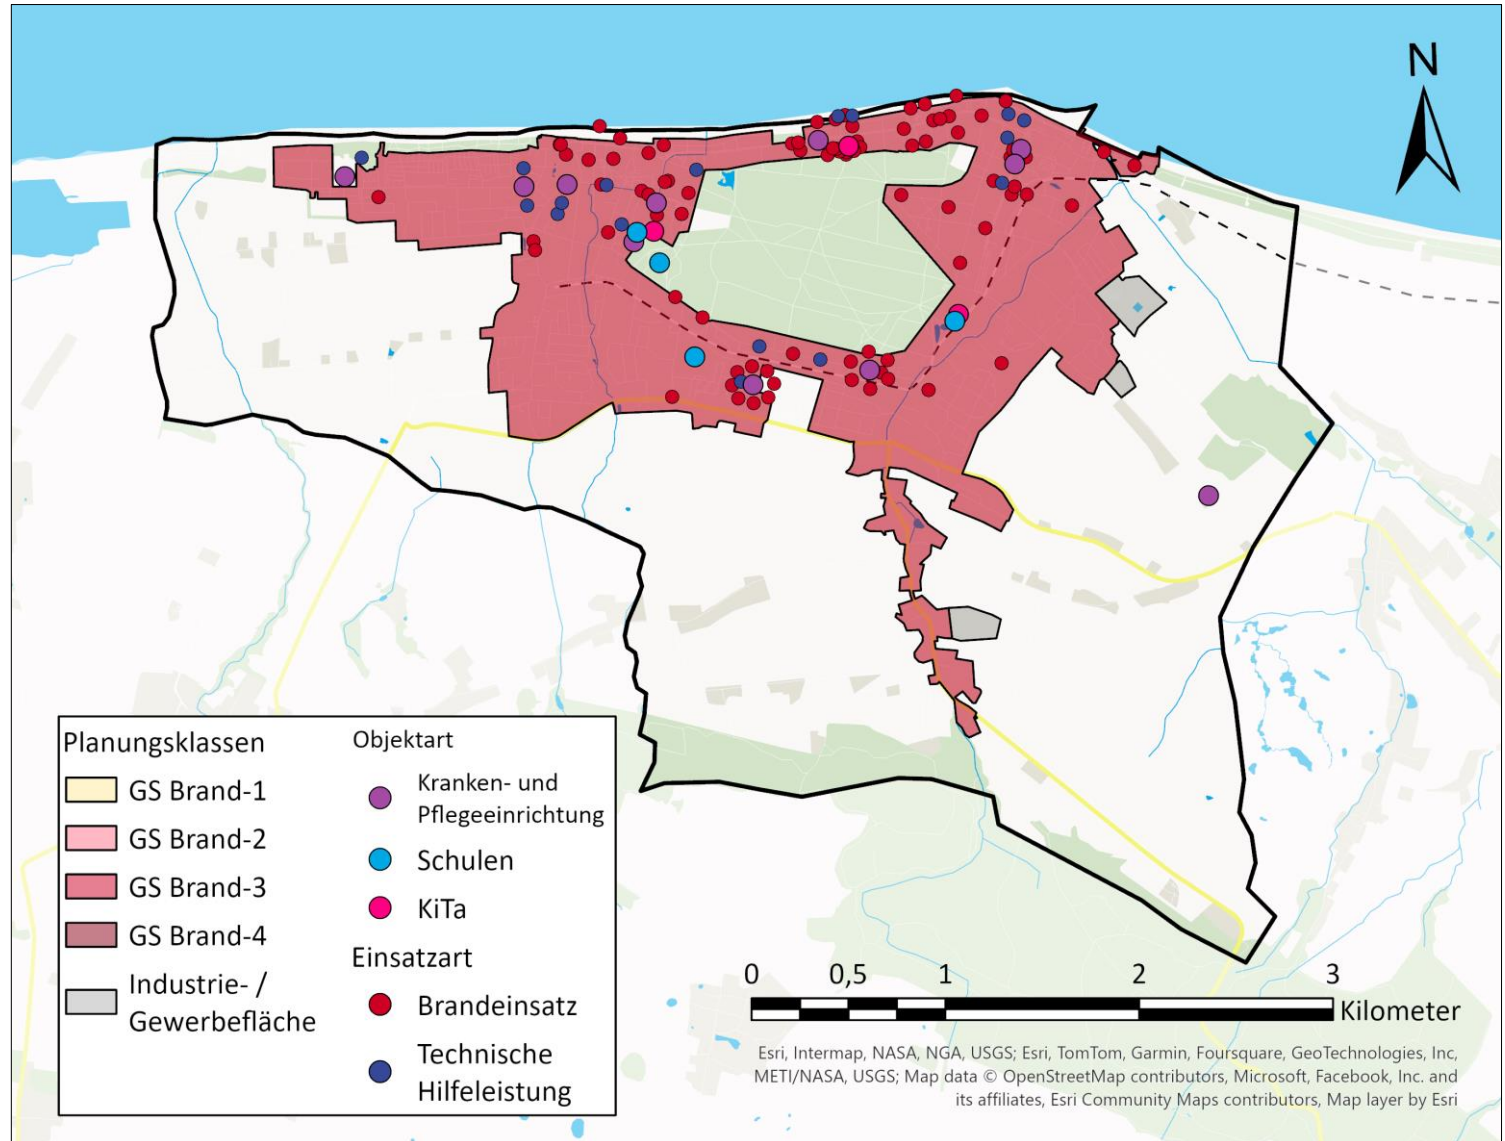 N
Planungsklassen
GS Brand-1
GS Brand-2
GS Brand-3
GS Brand-4
Industrie- /
Gewerbefläche
Objektart
Kranken- und
Pflegeeinrichtung
Schulen
KiTa
Einsatzart
Brandeinsatz
Technische
Hilfeleistung
0 0,5 1 2 3
Kilometer
Esri, Intermap, NASA, NGA, USGS; Esri, TomTom, Garmin, Foursquare, GeoTechnologies, Inc,
METI/NASA, USGS; Map data © OpenStreetMap contributors, Microsoft, Facebook, Inc. and
its affiliates, Esri Community Maps contributors, Map layer by Esri